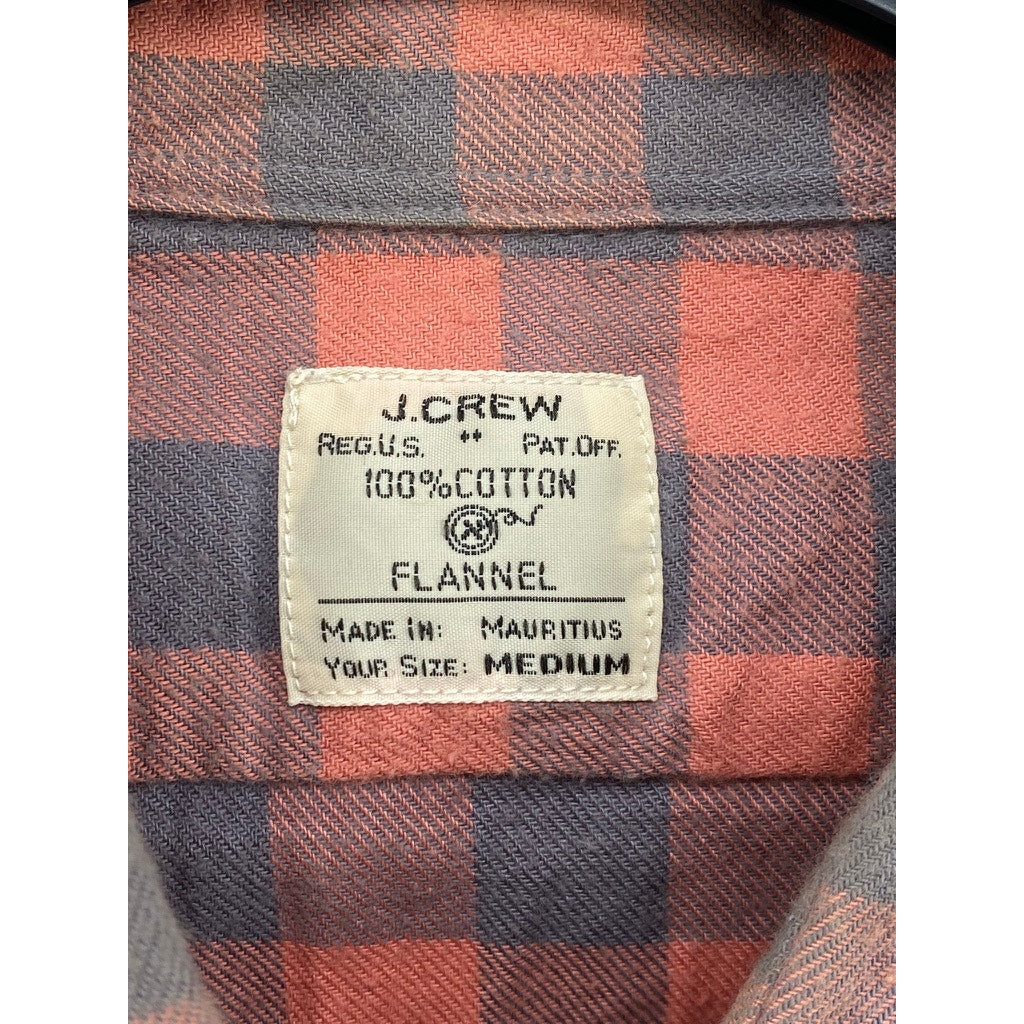 J.CREW
REG.U.S. PAT.OFF.
100%COTTON
FLANNEL
MADE IN: MAURITIUS
YOUR SIZE: MEDIUM